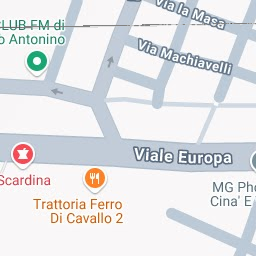 CLUB FM di
Antonino
Via la Masa
Via Machiavelli
Viale Europa
Scardina
Trattoria Ferro
Di Cavallo 2
MG Pho
Cina' E